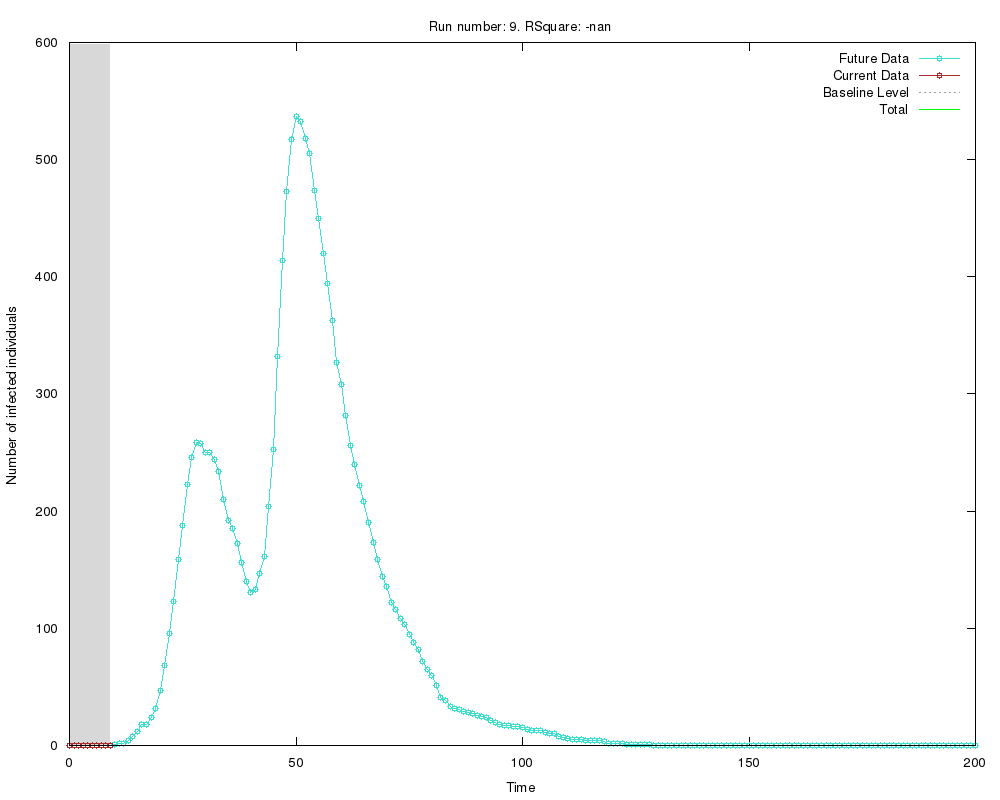 Run number: 9. RSquare: -nan
600
500
400
300
200
100
0
Number of infected individuals
Future Data
Current Data
Baseline Level
Total
0
50
100
150
200
Time